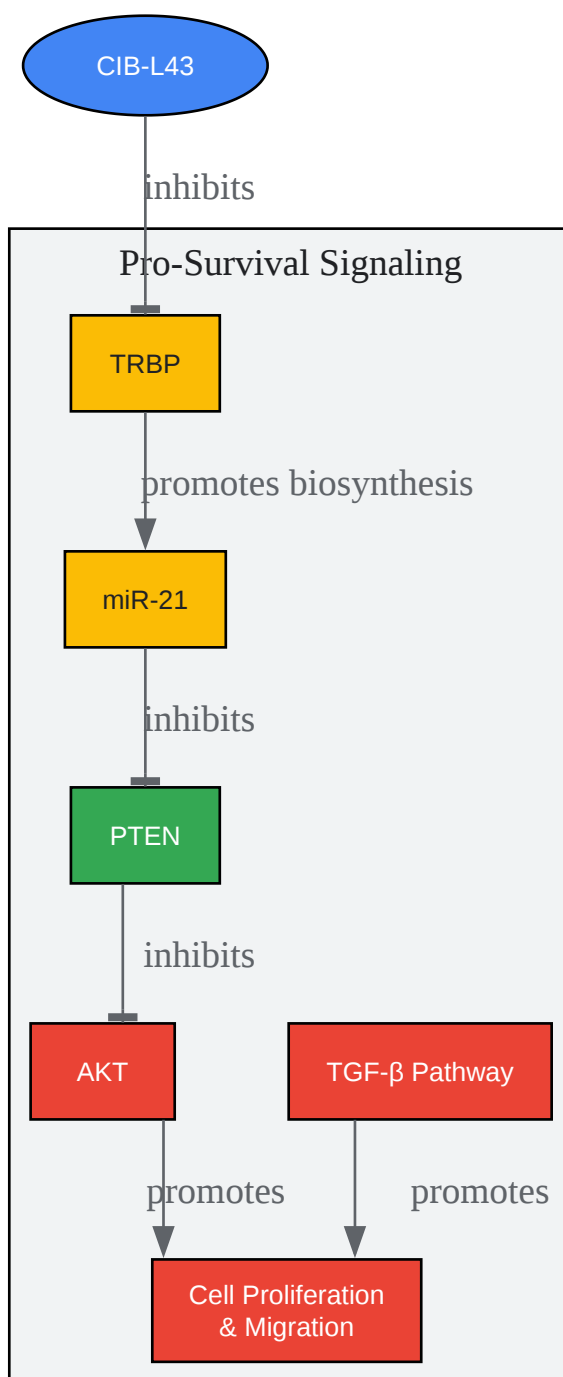 CIB-L43
inhibits
Pro-Survival Signaling
TRBP
promotes biosynthesis
miR-21
inhibits
PTEN
inhibits
AKT
TGF-β Pathway
promotes
promotes
Cell Proliferation
& Migration